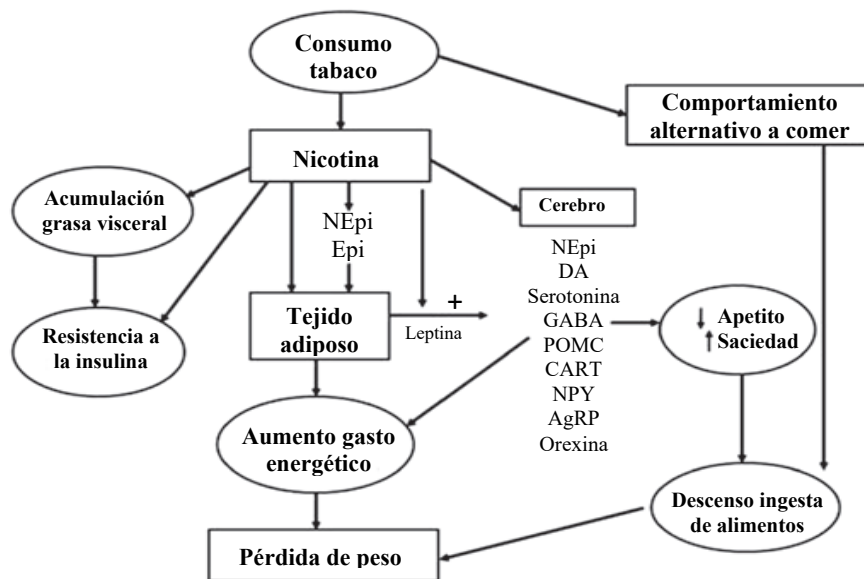 Consumo
tabaco
Comportamiento
alternativo a comer
Nicotina
Acumulación
grasa visceral
Cerebro
NEpi
Epi
NEpi
DA
Serotonina
GABA
POMC
CART
NPY
AgRP
Orexina
+
Leptina
Tejido
adiposo
Resistencia a
la insulina
↓ Apetito
↑ Saciedad
Aumento gasto
energético
Descenso ingesta
de alimentos
Pérdida de peso